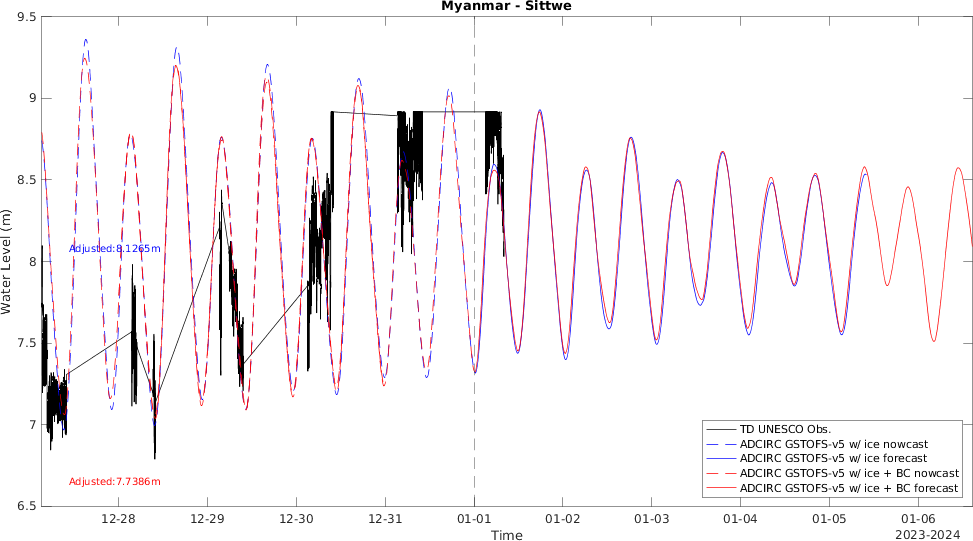 Myanmar - Sittwe
9.5
9
8.5
8
7.5
7
6.5
Water Level (m)
Adjusted:8.1265m
Adjusted:7.7386m
TD UNESCO Obs.
ADCIRC GSTOFS-v5 w/ ice nowcast
ADCIRC GSTOFS-v5 w/ ice forecast
ADCIRC GSTOFS-v5 w/ ice + BC nowcast
ADCIRC GSTOFS-v5 w/ ice + BC forecast
12-28 12-29 12-30 12-31 01-01 01-02 01-03 01-04 01-05 01-06
Time
2023-2024